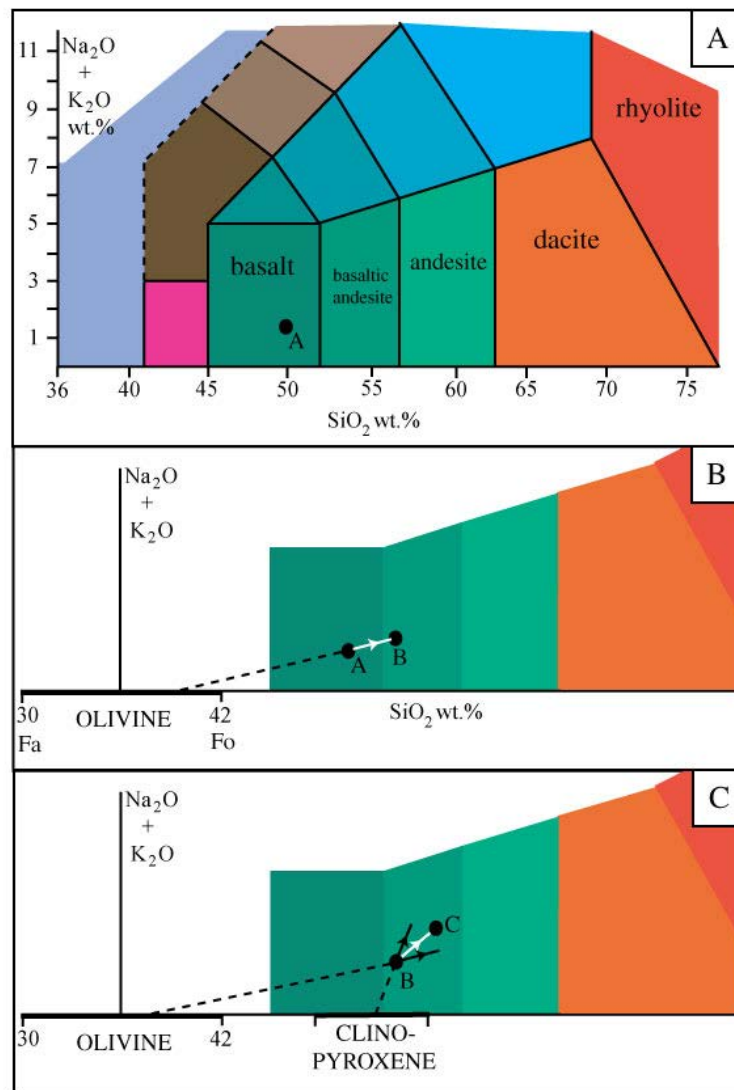 A
11
Na2O
+
K2O
wt.%
9
7
5
3
1
rhyolite
dacite
andesite
basaltic
andesite
basalt
A
36 40 45 50 55 60 65 70 75
SiO2 wt.%
B
Na2O
+
K2O
A B
30 OLIVINE 42 SiO2 wt.%
Fa Fo
C
Na2O
+
K2O
C
B
30 OLIVINE 42 CLINO-
PYROXENE